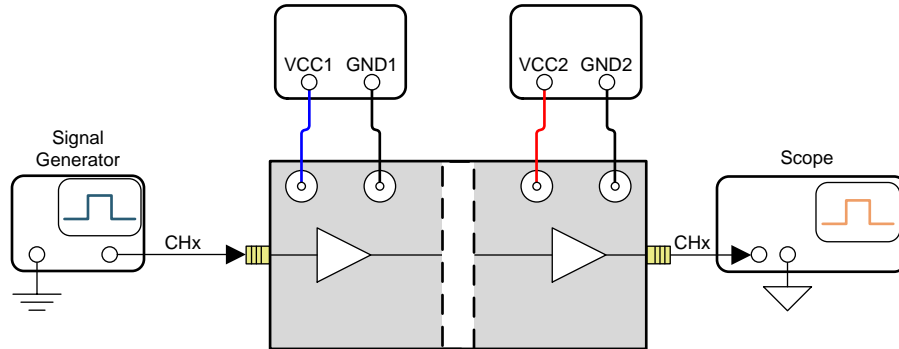 VCC1 GND1
VCC2 GND2
Signal
Generator
Scope
CHx
CHx